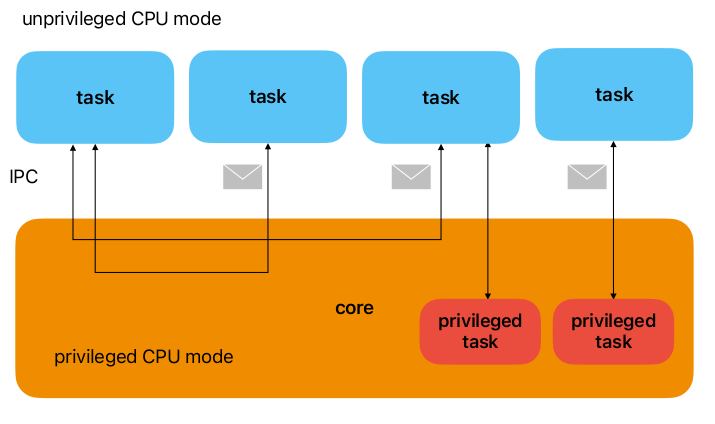 unprivileged CPU mode
task
task
task
task
IPC
core
privileged
task
privileged
task
privileged CPU mode